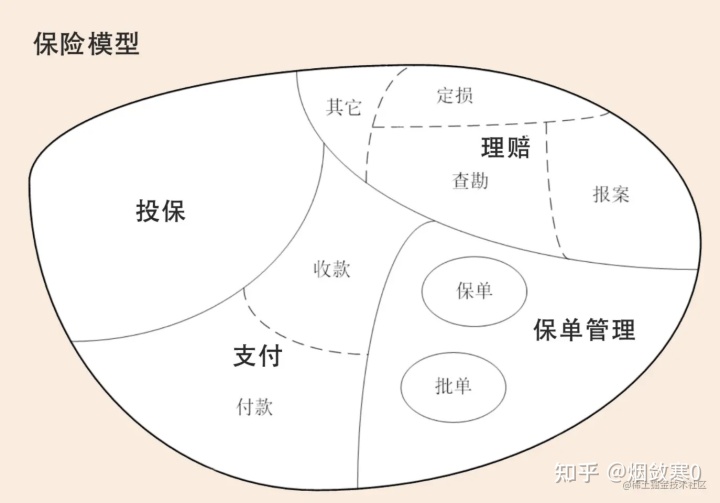 保险模型
其它
定损
理赔
查勘
报案
投保
收款
保单
保单管理
支付
批单
付款
知乎 @烟敛寒0
@稀土掘金技术社区